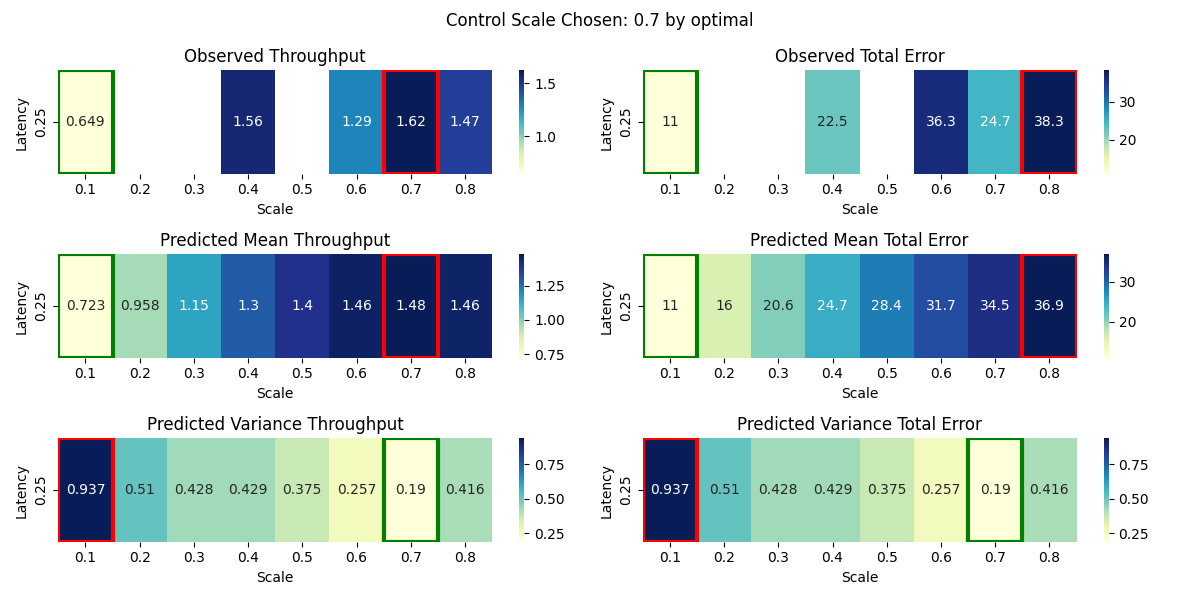 Control Scale Chosen: 0.7 by optimal
Observed Throughput
Latency
0.25
0.649 1.56 1.29 1.62 1.47
0.1 0.2 0.3 0.4 0.5 0.6 0.7 0.8
Scale
1.5
1.0
Observed Total Error
Latency
0.25
11 22.5 36.3 24.7 38.3
0.1 0.2 0.3 0.4 0.5 0.6 0.7 0.8
Scale
30
20
Predicted Mean Throughput
Latency
0.25
0.723 0.958 1.15 1.3 1.4 1.46 1.48 1.46
0.1 0.2 0.3 0.4 0.5 0.6 0.7 0.8
Scale
1.25
1.00
0.75
Predicted Mean Total Error
Latency
0.25
11 16 20.6 24.7 28.4 31.7 34.5 36.9
0.1 0.2 0.3 0.4 0.5 0.6 0.7 0.8
Scale
30
20
Predicted Variance Throughput
Latency
0.25
0.937 0.51 0.428 0.429 0.375 0.257 0.19 0.416
0.1 0.2 0.3 0.4 0.5 0.6 0.7 0.8
Scale
0.75
0.50
0.25
Predicted Variance Total Error
Latency
0.25
0.937 0.51 0.428 0.429 0.375 0.257 0.19 0.416
0.1 0.2 0.3 0.4 0.5 0.6 0.7 0.8
Scale
0.75
0.50
0.25